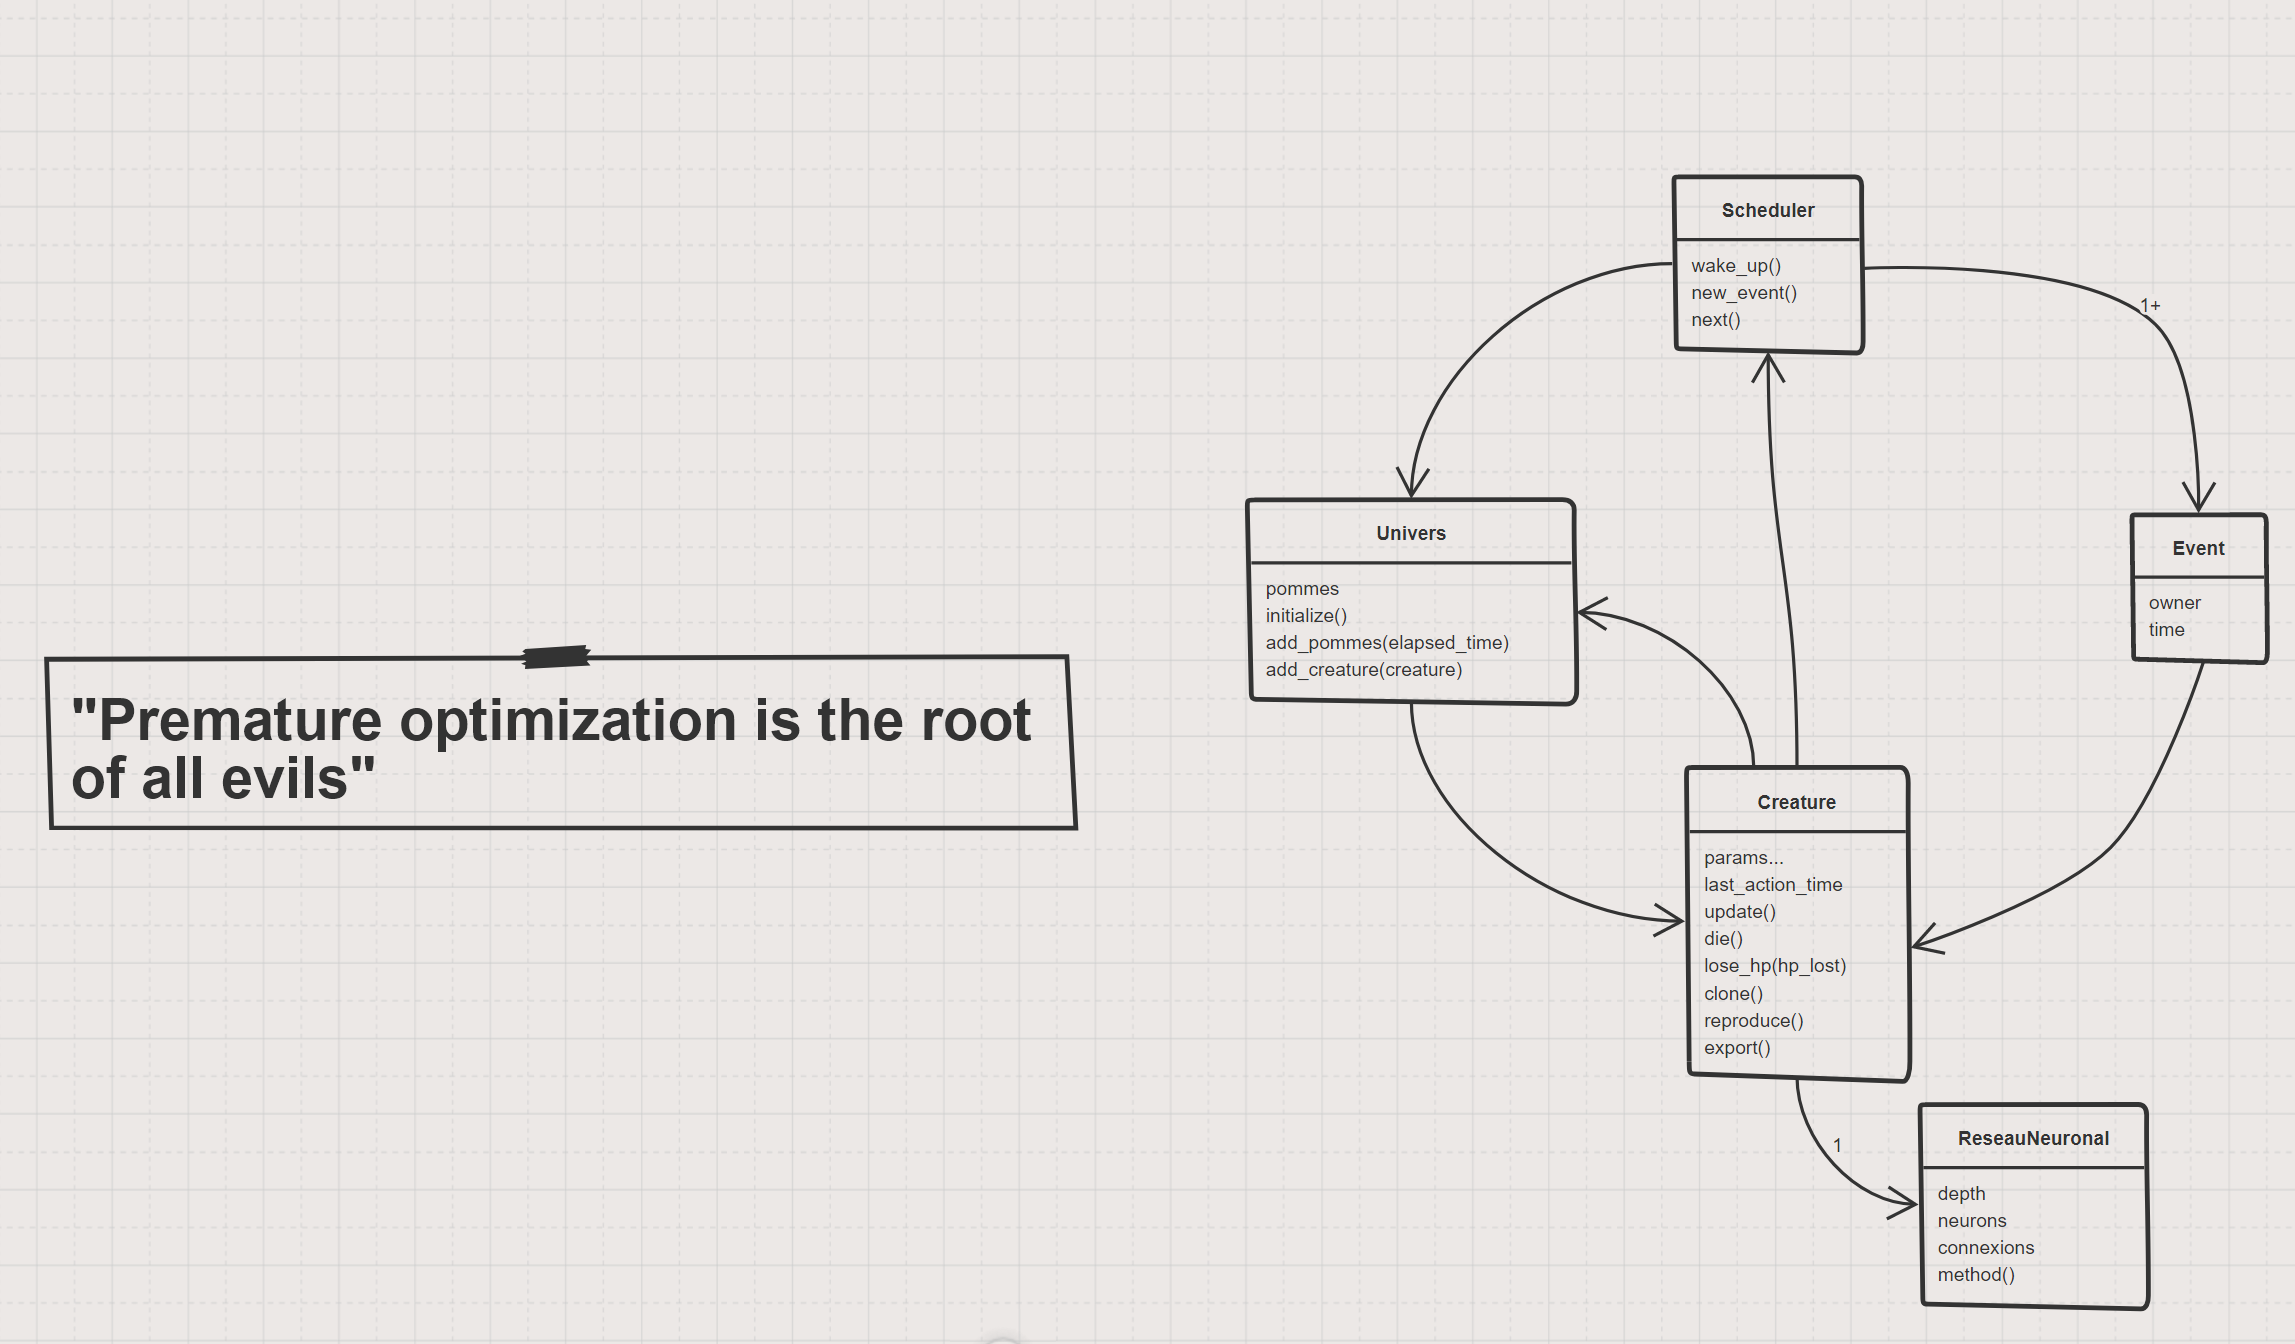 "Premature optimization is the root
of all evils"
Scheduler
wake_up()
new_event()
next()
1+
Univers
pommes
initialize()
add_pommes(elapsed_time)
add_creature(creature)
Event
owner
time
Creature
params...
last_action_time
update()
die()
lose_hp(hp_lost)
clone()
reproduce()
export()
1
ReseauNeuronal
depth
neurons
connexions
method()